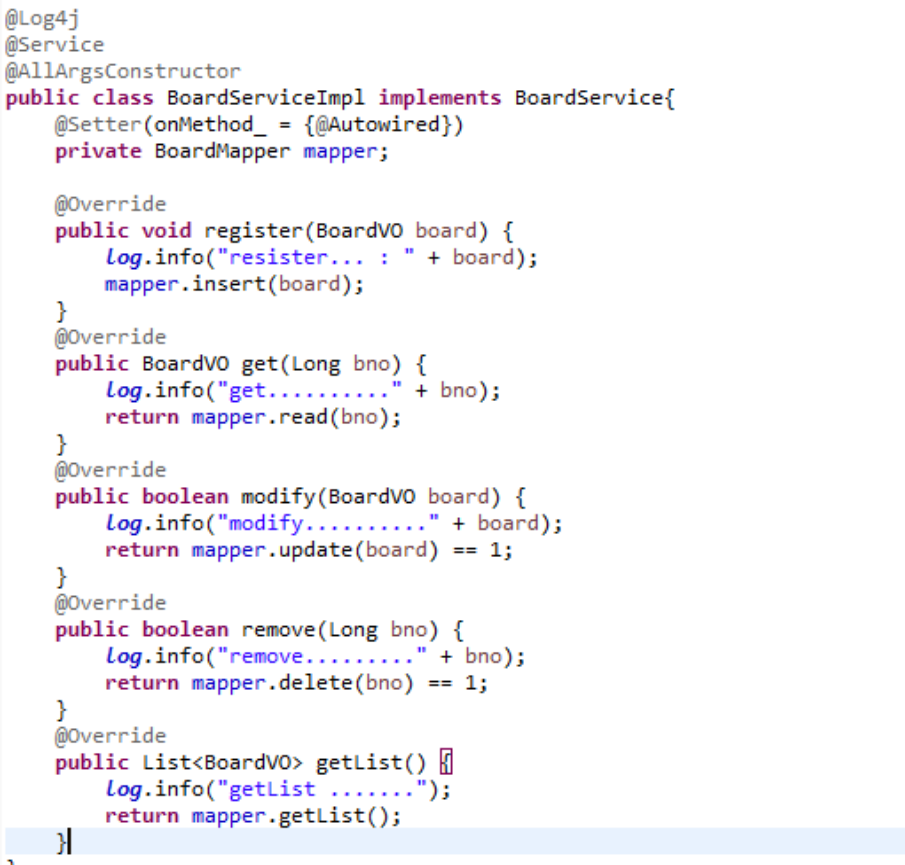 @Log4j
@Service
@AllArgsConstructor
public class BoardServiceImpl implements BoardService{
    @Setter(onMethod_ = {@Autowired})
    private BoardMapper mapper;

    @Override
    public void register(BoardVO board) {
        log.info("resister... : " + board);
        mapper.insert(board);
    }
    @Override
    public BoardVO get(Long bno) {
        log.info("get.........." + bno);
        return mapper.read(bno);
    }
    @Override
    public boolean modify(BoardVO board) {
        log.info("modify.........." + board);
        return mapper.update(board) == 1;
    }
    @Override
    public boolean remove(Long bno) {
        log.info("remove........." + bno);
        return mapper.delete(bno) == 1;
    }
    @Override
    public List<BoardVO> getList() {
        log.info("getList .......");
        return mapper.getList();
    }
}